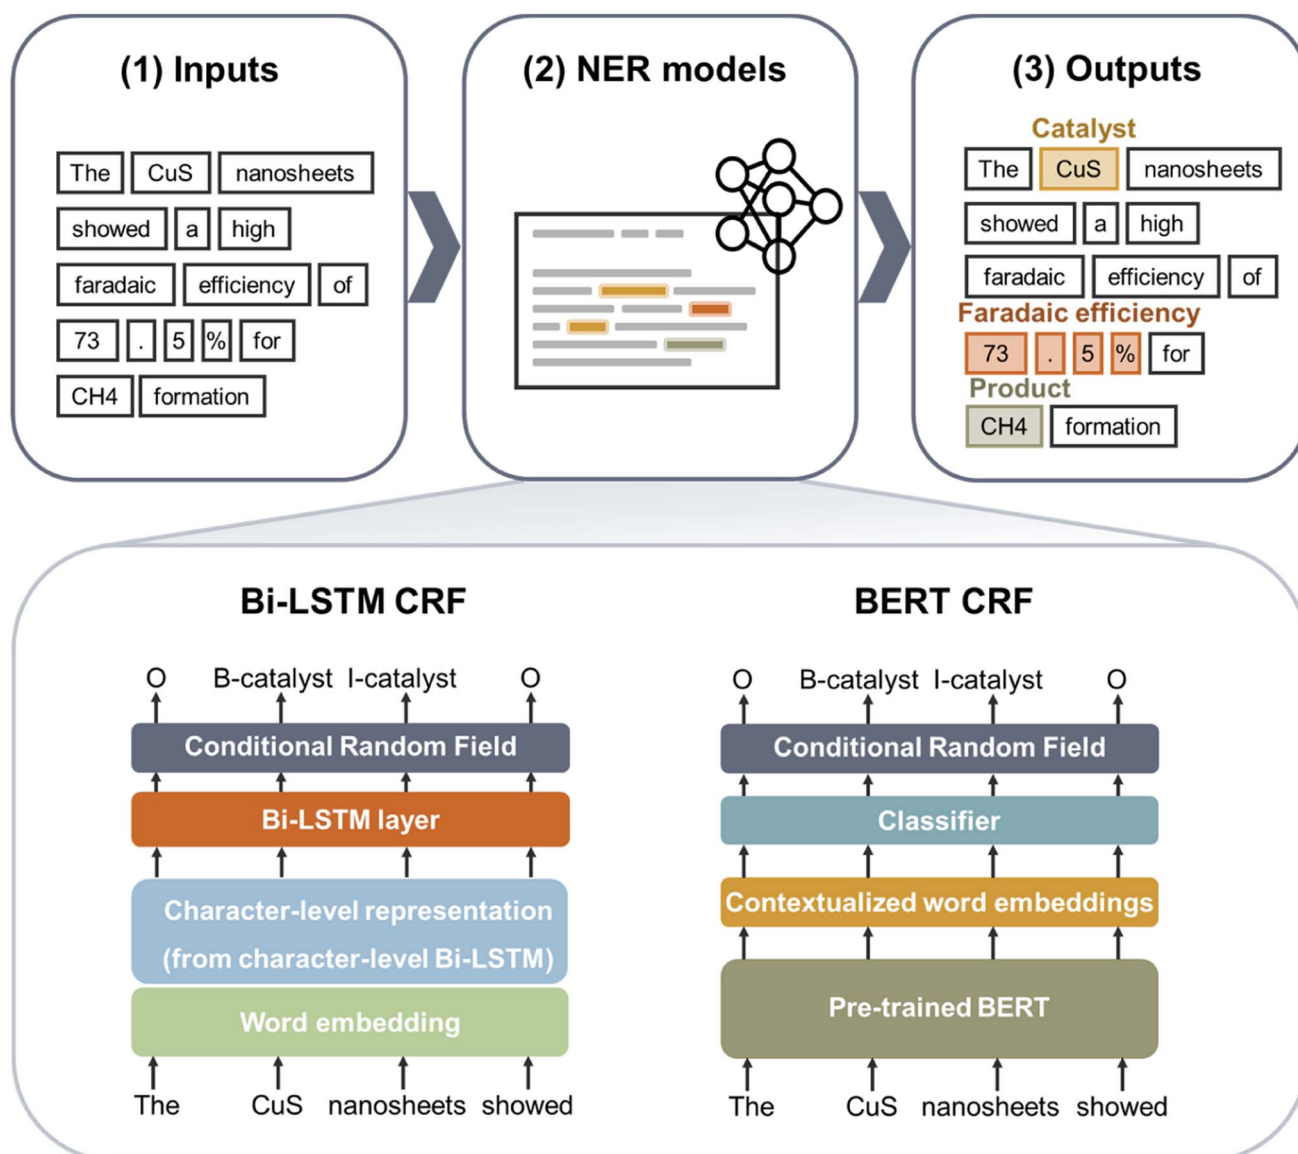 (1) Inputs
The CuS nanosheets
showed a high
faradaic efficiency of
73 . 5 % for
CH4 formation
(2) NER models
(3) Outputs
Catalyst
The CuS nanosheets
showed a high
faradaic efficiency of
Faradaic efficiency
73 . 5 % for
Product
CH4 formation
Bi-LSTM CRF
O B-catalyst I-catalyst O
Conditional Random Field
Bi-LSTM layer
Character-level representation
(from character-level Bi-LSTM)
Word embedding
The CuS nanosheets showed
BERT CRF
O B-catalyst I-catalyst O
Conditional Random Field
Classifier
Contextualized word embeddings
Pre-trained BERT
The CuS nanosheets showed